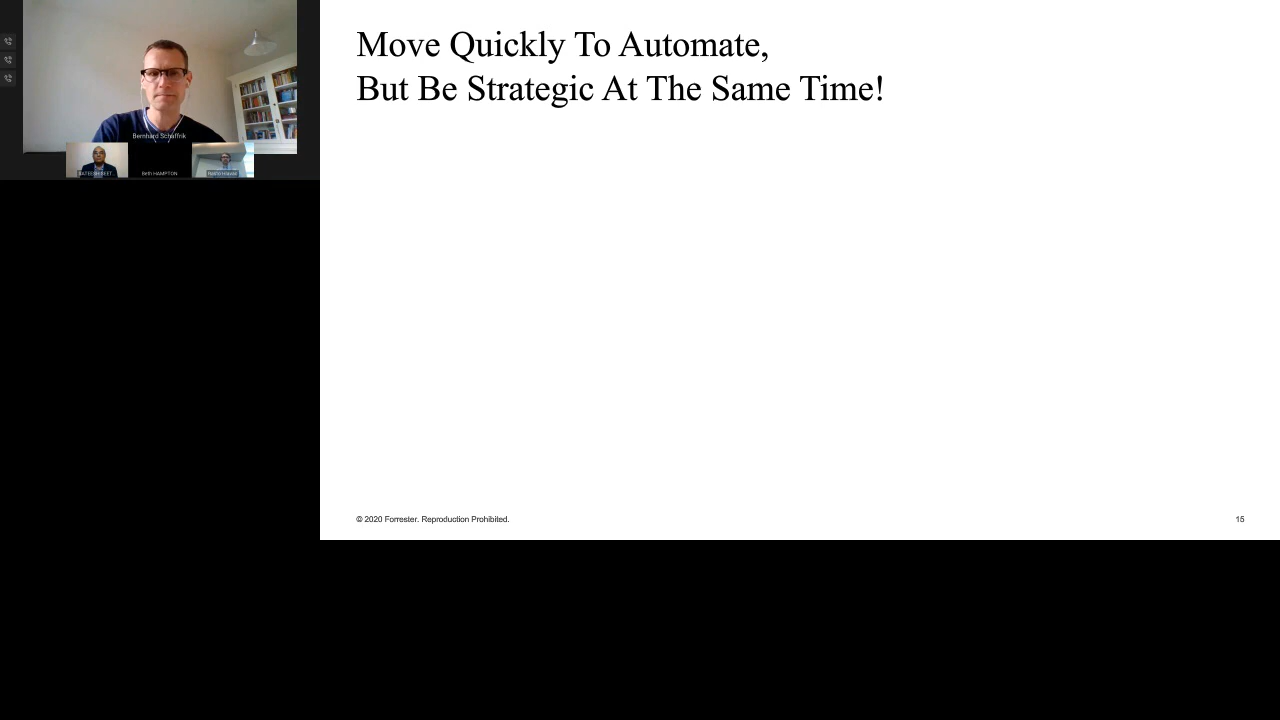 Bernhard Schaffrik
Beth HAMPTON
Move Quickly To Automate,
But Be Strategic At The Same Time!
© 2020 Forrester. Reproduction Prohibited.
15